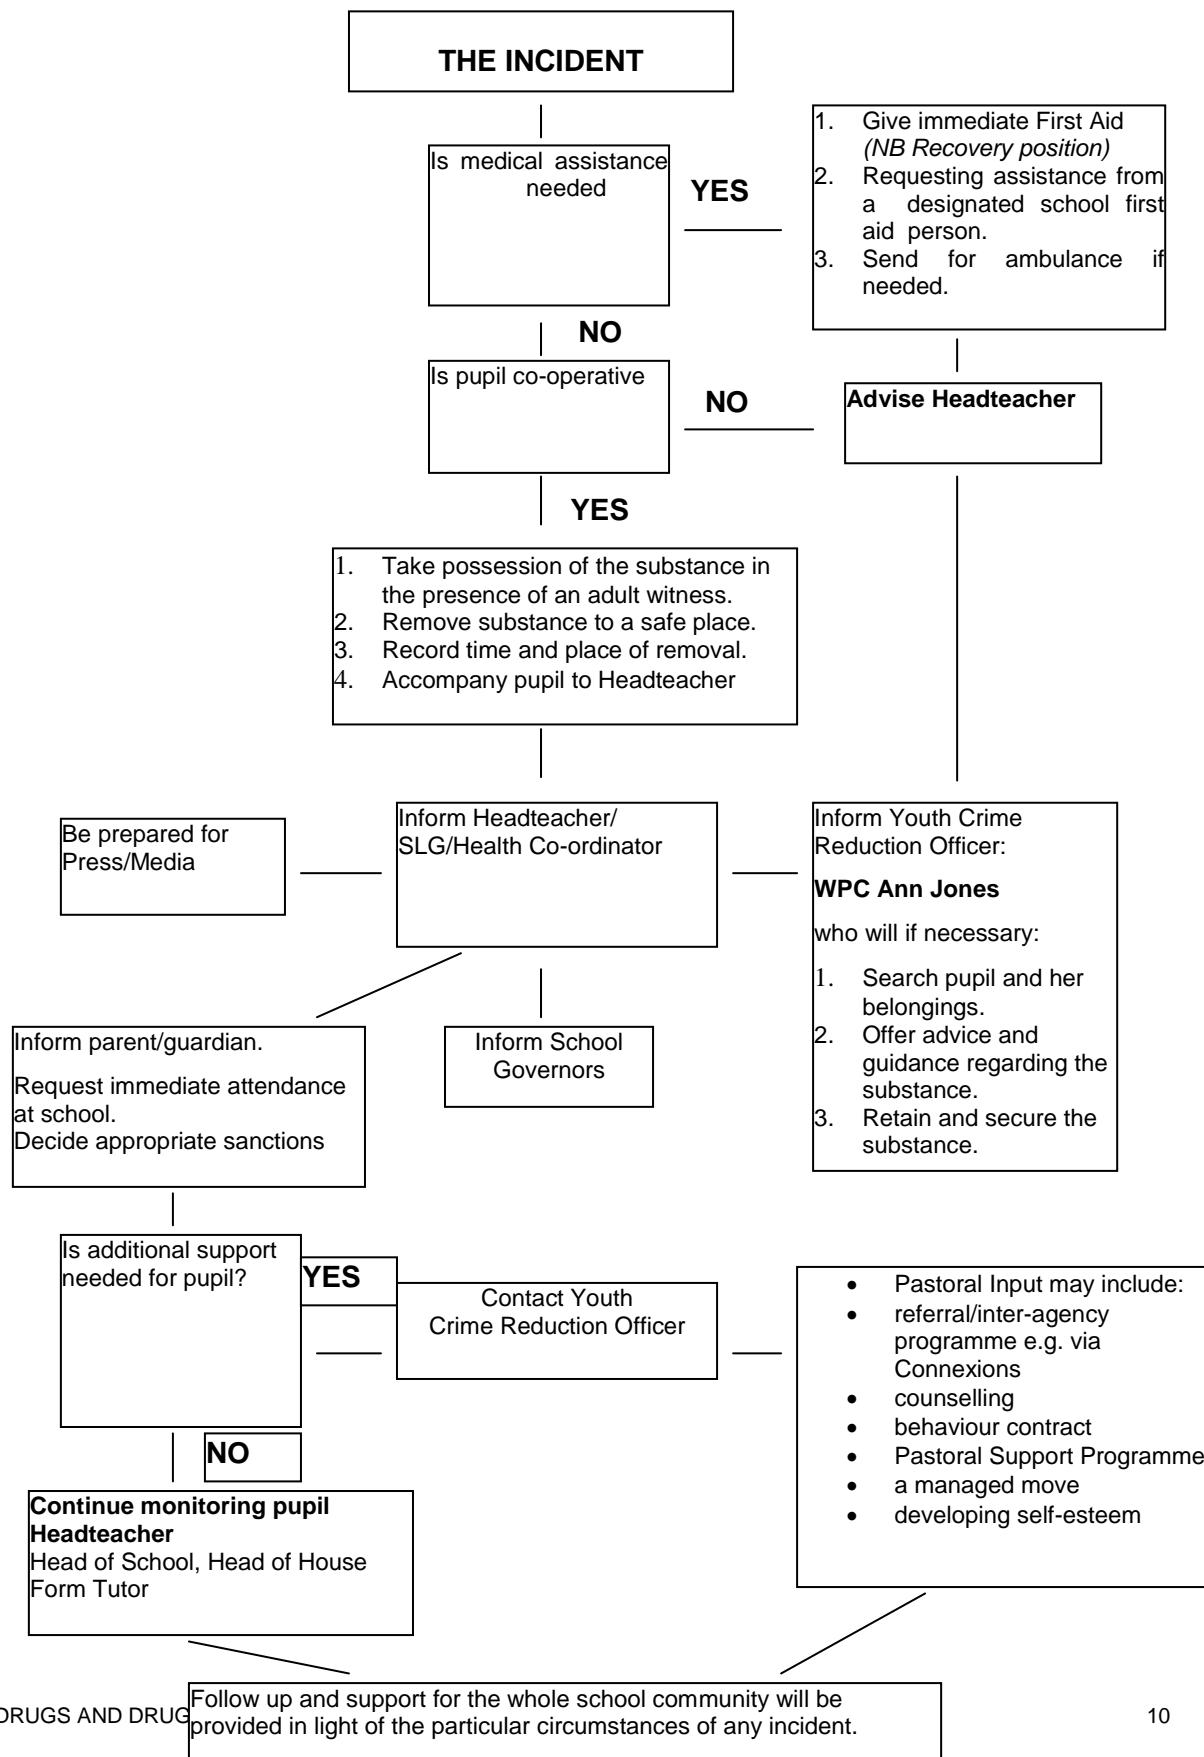 THE INCIDENT
Is medical assistance
needed
YES
1. Give immediate First Aid
(NB Recovery position)
2. Requesting assistance from
a designated school first
aid person.
3. Send for ambulance if
needed.
NO
Is pupil co-operative
NO
Advise Headteacher
YES
1. Take possession of the substance in
the presence of an adult witness.
2. Remove substance to a safe place.
3. Record time and place of removal.
4. Accompany pupil to Headteacher
Be prepared for
Press/Media
Inform Headteacher/
SLG/Health Co-ordinator
Inform Youth Crime
Reduction Officer:
WPC Ann Jones
who will if necessary:
1. Search pupil and her
belongings.
2. Offer advice and
guidance regarding the
substance.
3. Retain and secure the
substance.
Inform parent/guardian.
Request immediate attendance
at school.
Decide appropriate sanctions
Inform School
Governors
Is additional support
needed for pupil?
YES
Contact Youth
Crime Reduction Officer
• Pastoral Input may include:
• referral/inter-agency
programme e.g. via
Connexions
• counselling
• behaviour contract
• Pastoral Support Programme
• a managed move
• developing self-esteem
NO
Continue monitoring pupil
Headteacher
Head of School, Head of House
Form Tutor
Follow up and support for the whole school community will be
provided in light of the particular circumstances of any incident.
DRUGS AND DRUG
10